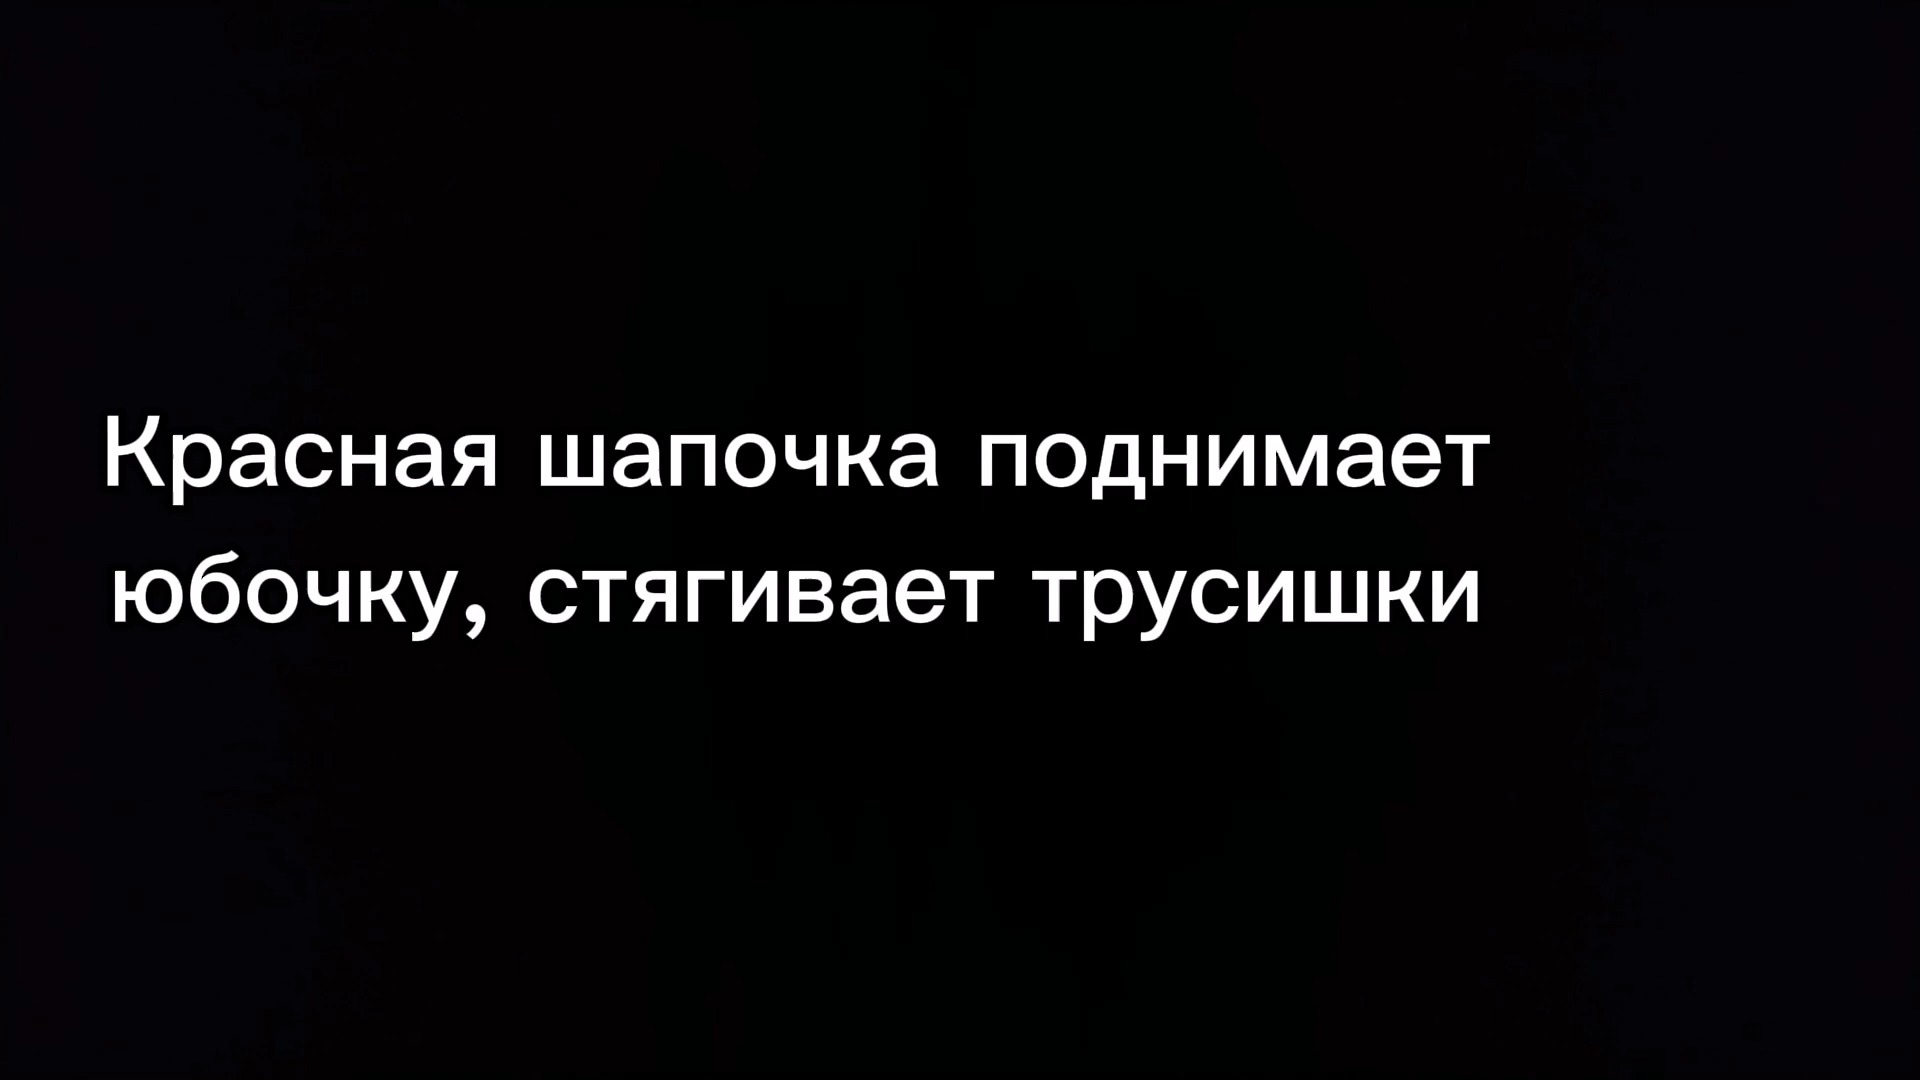 Красная шапочка поднимает
юбочку, стягивает трусишки